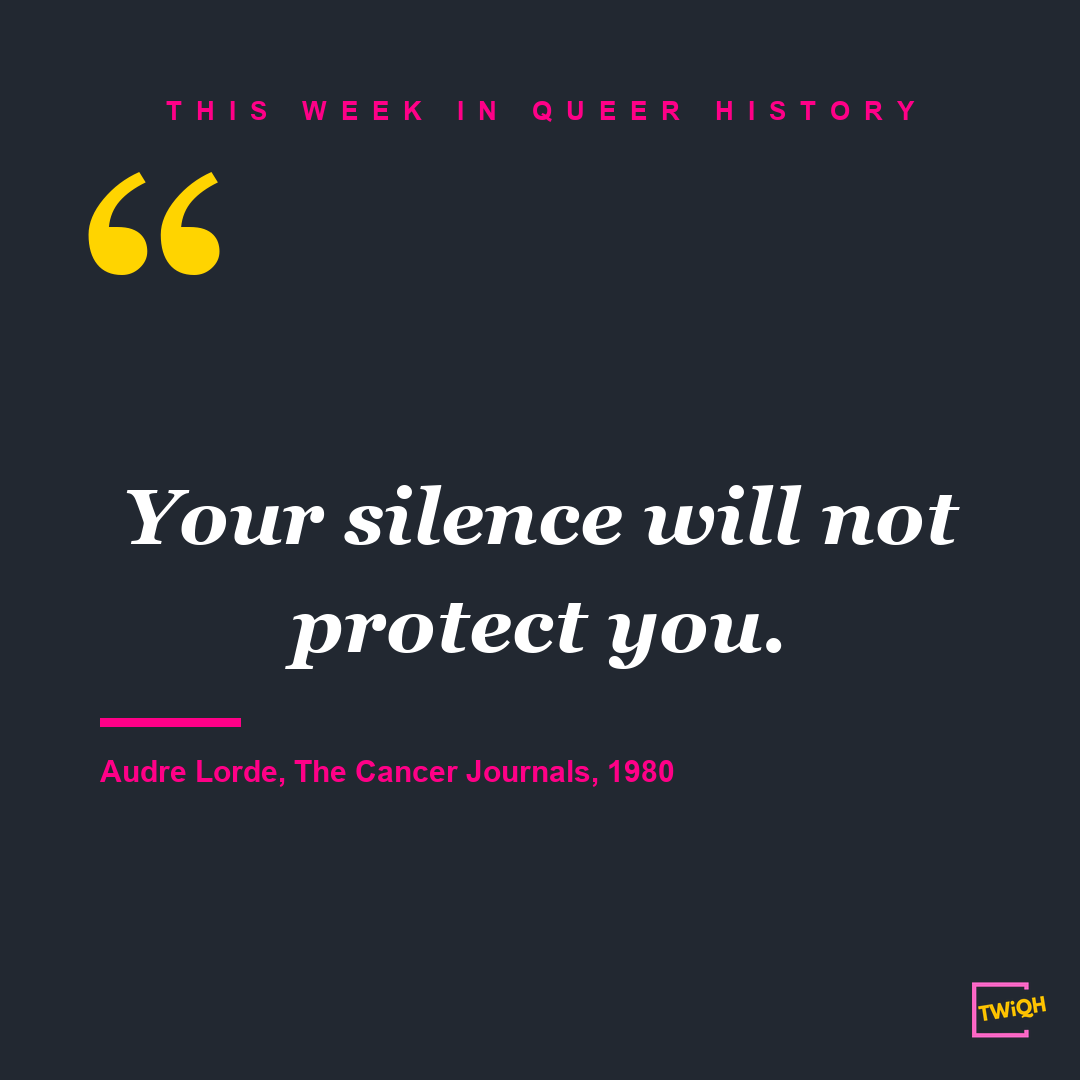 THIS WEEK IN QUEER HISTORY
“
Your silence will not
protect you.
Audre Lorde, The Cancer Journals, 1980
TWiQH